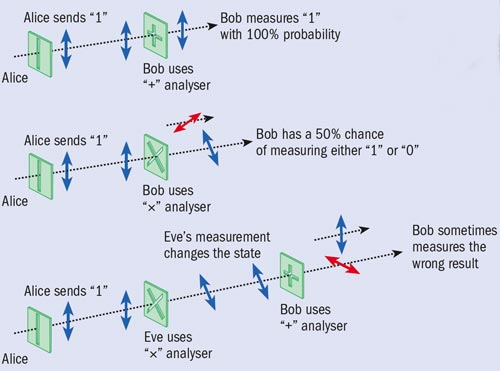 Alice sends “1”
Bob measures “1”
with 100% probability
Alice
Bob uses
“+” analyser
Alice sends “1”
Bob has a 50% chance
of measuring either “1” or “0”
Alice
Bob uses
“×” analyser
Eve’s measurement
changes the state
Bob sometimes
measures the
wrong result
Alice sends “1”
Bob uses
“+” analyser
Alice
Eve uses
“×” analyser